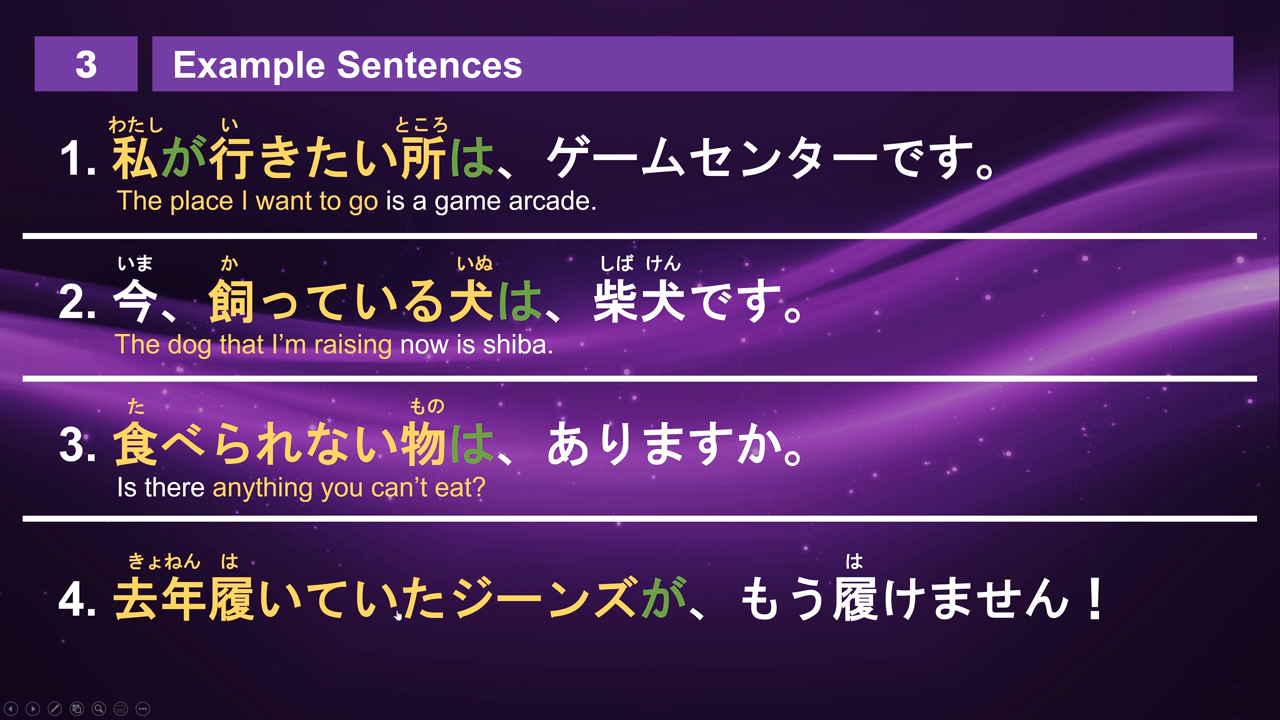 3 Example Sentences
わたし い ところ
1. 私が行きたい所は、ゲームセンターです。
The place I want to go is a game arcade.
いま か いぬ しば けん
2. 今、飼っている犬は、柴犬です。
The dog that I'm raising now is shiba.
た もの
3. 食べられない物は、ありますか。
Is there anything you can't eat?
きょねん は は
4. 去年履いていたジーンズが、もう履けません！